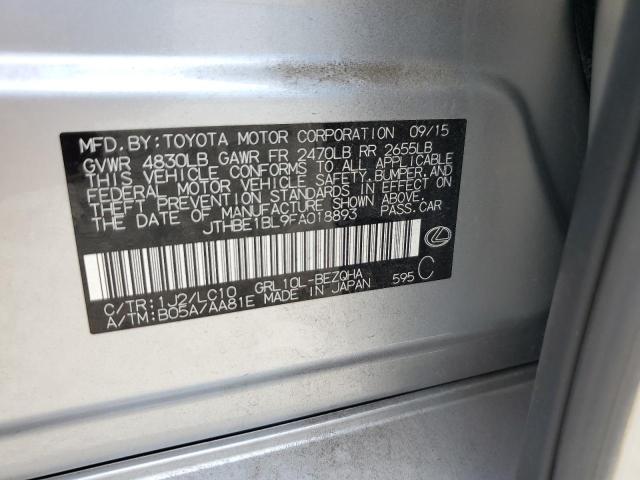 MFD. BY: TOYOTA MOTOR CORPORATION 09/15
GVWR 4830LB GAWR FR 2470LB RR 2655LB
THIS VEHICLE CONFORMS TO ALL APPLICABLE
FEDERAL MOTOR VEHICLE SAFETY, BUMPER, AND
THEFT PREVENTION STANDARDS IN EFFECT ON
THE DATE OF MANUFACTURE SHOWN ABOVE.
JTHBE1BL9FA018893 PASS. CAR
C/TR: 1J2/LC10 GRL10L-BEZQHA
A/TM: B05A/AA81E MADE IN JAPAN 595 C